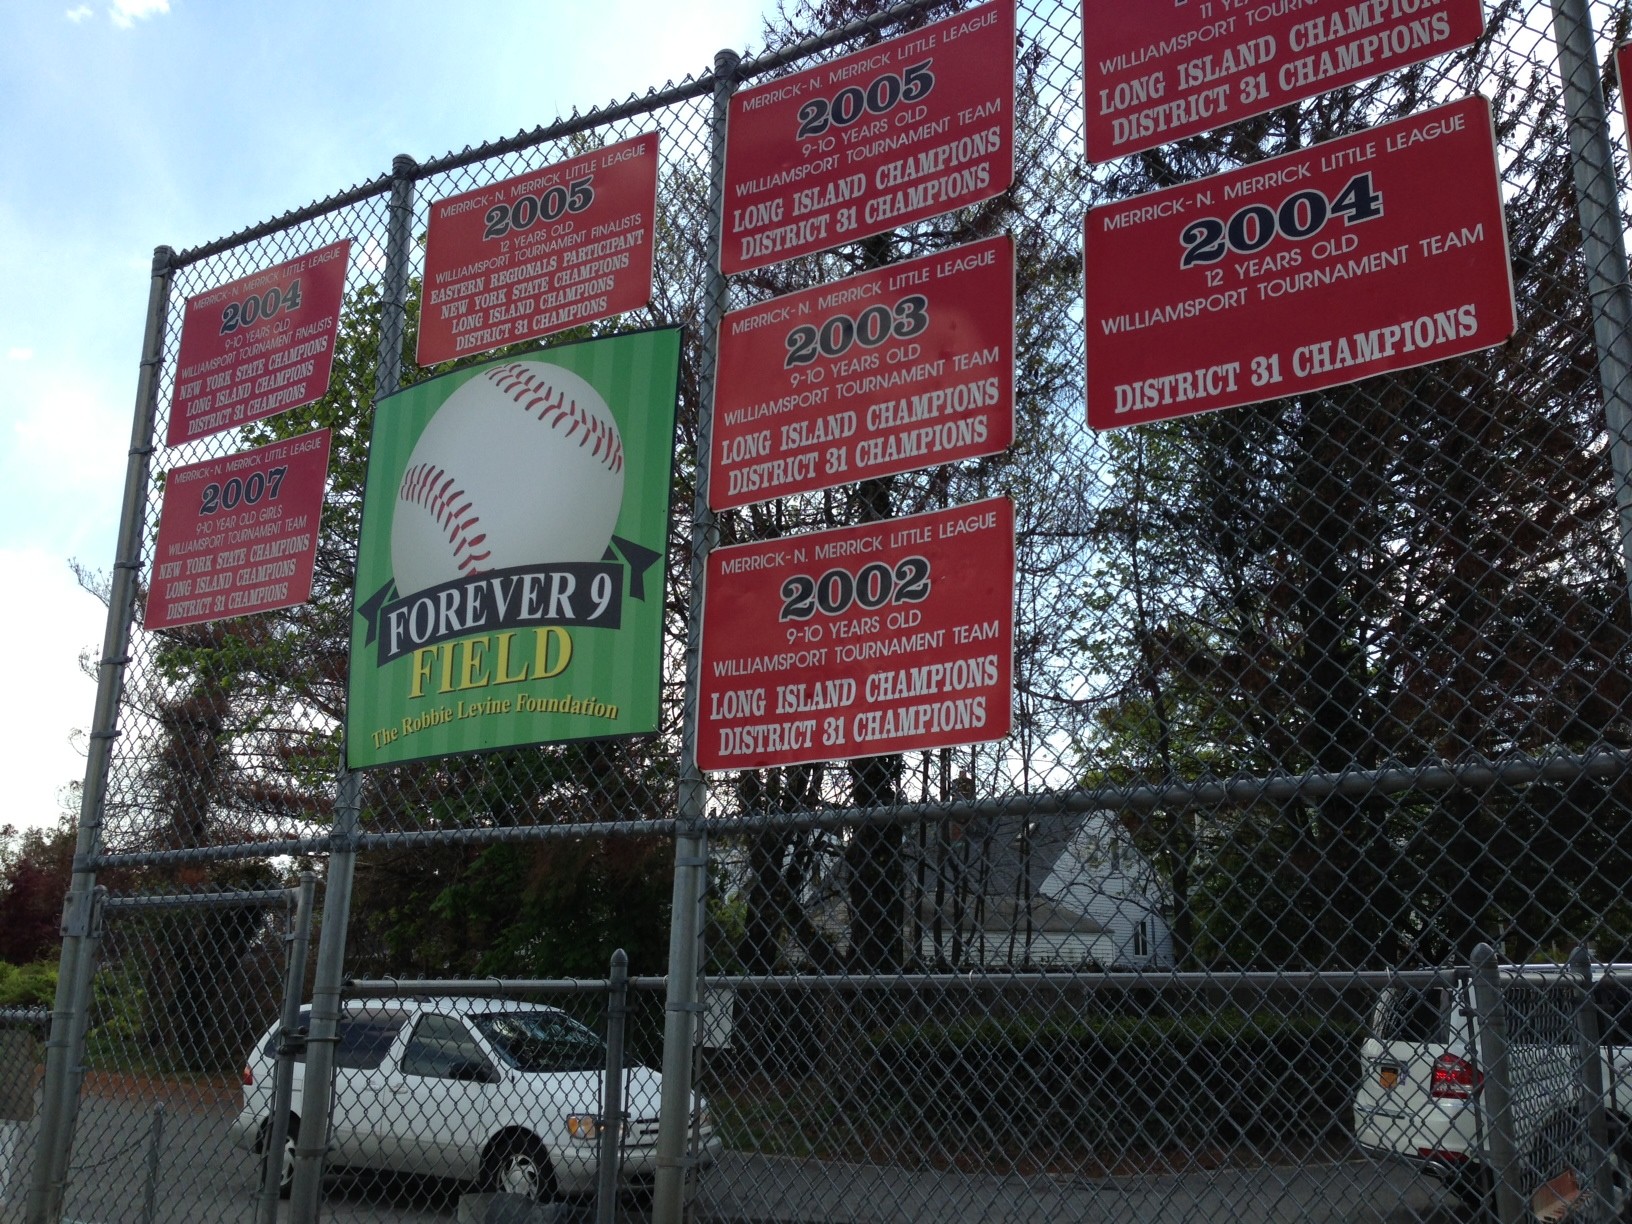 MERRICK- N. MERRICK LITTLE LEAGUE
2004
9-10 YEARS OLD
WILLIAMSPORT TOURNAMENT FINALISTS
NEW YORK STATE CHAMPIONS
LONG ISLAND CHAMPIONS
DISTRICT 31 CHAMPIONS
MERRICK- N. MERRICK LITTLE LEAGUE
2007
9-10 YEAR OLD GIRLS
WILLIAMSPORT TOURNAMENT TEAM
NEW YORK STATE CHAMPIONS
LONG ISLAND CHAMPIONS
DISTRICT 31 CHAMPIONS
MERRICK- N. MERRICK LITTLE LEAGUE
2005
12 YEARS OLD
WILLIAMSPORT TOURNAMENT FINALISTS
EASTERN REGIONALS PARTICIPANT
NEW YORK STATE CHAMPIONS
LONG ISLAND CHAMPIONS
DISTRICT 31 CHAMPIONS
FOREVER 9
FIELD
The Robbie Levine Foundation
MERRICK- N. MERRICK LITTLE LEAGUE
2005
9-10 YEARS OLD
WILLIAMSPORT TOURNAMENT TEAM
LONG ISLAND CHAMPIONS
DISTRICT 31 CHAMPIONS
MERRICK- N. MERRICK LITTLE LEAGUE
2003
9-10 YEARS OLD
WILLIAMSPORT TOURNAMENT TEAM
LONG ISLAND CHAMPIONS
DISTRICT 31 CHAMPIONS
MERRICK- N. MERRICK LITTLE LEAGUE
2002
9-10 YEARS OLD
WILLIAMSPORT TOURNAMENT TEAM
LONG ISLAND CHAMPIONS
DISTRICT 31 CHAMPIONS
11
WILLIAMSPORT
LONG ISLAND CHAMPIONS
DISTRICT 31 CHAMPIONS
MERRICK- N. MERRICK LITTLE LEAGUE
2004
12 YEARS OLD
WILLIAMSPORT TOURNAMENT TEAM
DISTRICT 31 CHAMPIONS